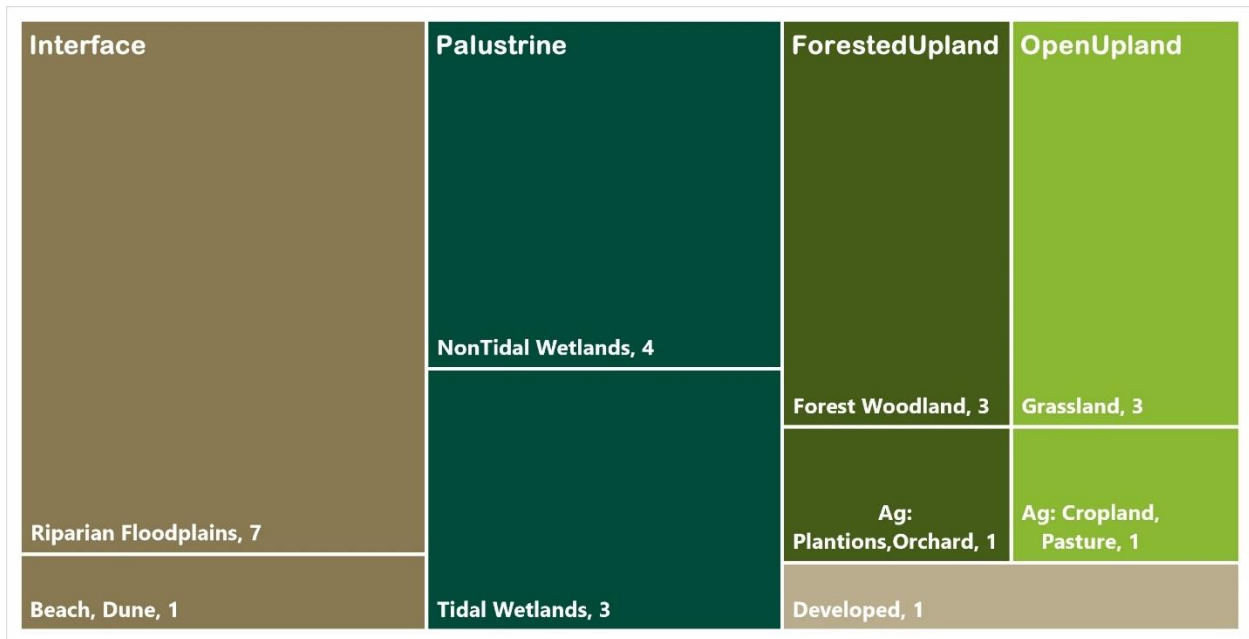 Interface
Riparian Floodplains, 7
Beach, Dune, 1
Palustrine
NonTidal Wetlands, 4
Tidal Wetlands, 3
ForestedUpland
Forest Woodland, 3
Ag:
Plantions,Orchard, 1
OpenUpland
Grassland, 3
Ag: Cropland,
Pasture, 1
Developed, 1